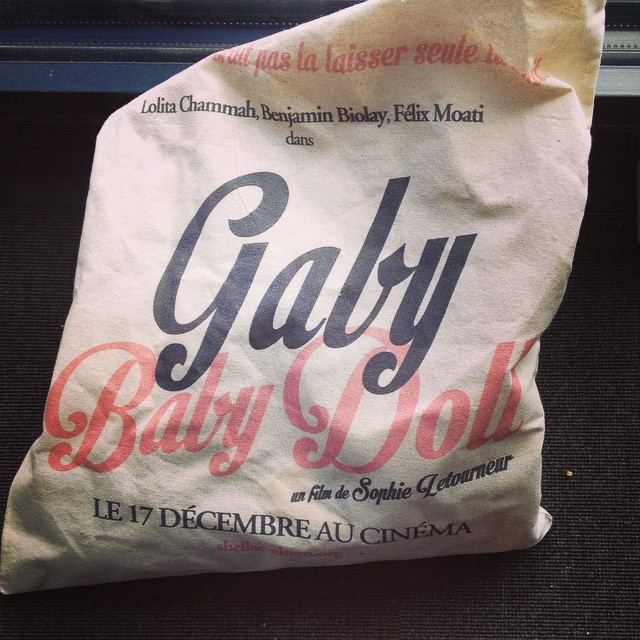 pas la laisser seule
Lolita Chammah, Benjamin Biolay, Félix Moati
dans
Gaby
Baby Doll
un film de Sophie Letourneur
LE 17 DÉCEMBRE AU CINÉMA